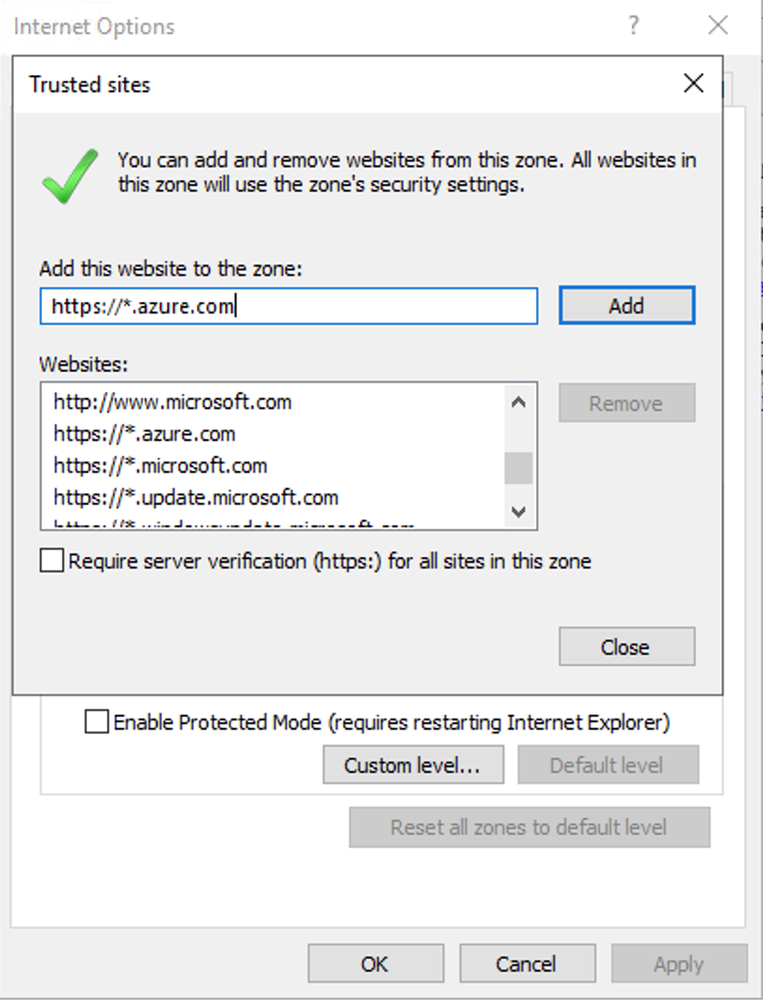 Internet Options
?
Trusted sites
You can add and remove websites from this zone. All websites in
this zone will use the zone's security settings.
Add this website to the zone:
https://*.azure.com
Add
Websites:
http://www.microsoft.com
Remove
https://*.azure.com
https://*.microsoft.com
https://*.update.microsoft.com
https://*.windowsupdate.microsoft.com
Require server verification (https:) for all sites in this zone
Close
Enable Protected Mode (requires restarting Internet Explorer)
Custom level...
Default level
Reset all zones to default level
OK
Cancel
Apply